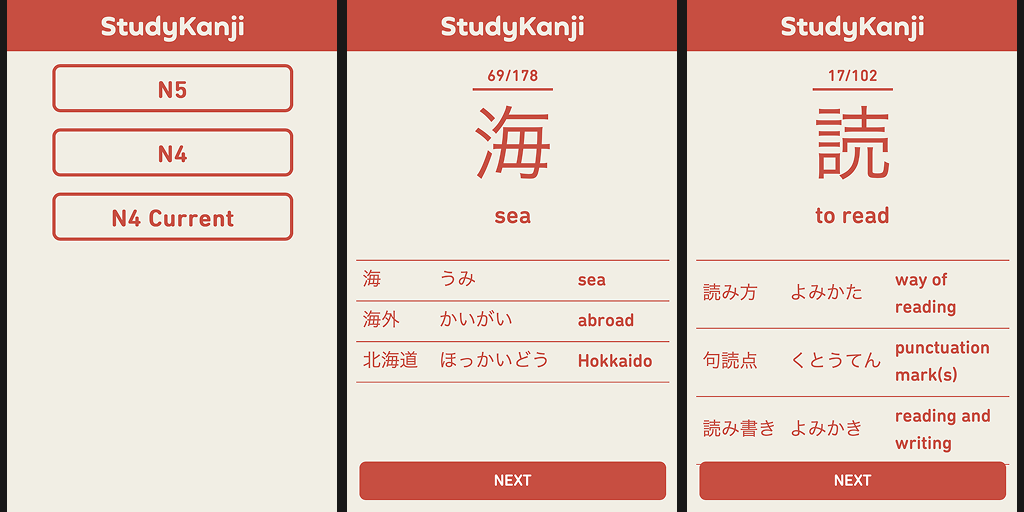 StudyKanji
N5
N4
N4 Current
StudyKanji
69/178
海
sea
海 うみ sea
海外 かいがい abroad
北海道 ほっかいどう Hokkaido
NEXT
StudyKanji
17/102
読
to read
読み方 よみかた way of
reading
句読点 くとうてん punctuation
mark(s)
読み書き よみかき reading and
writing
NEXT